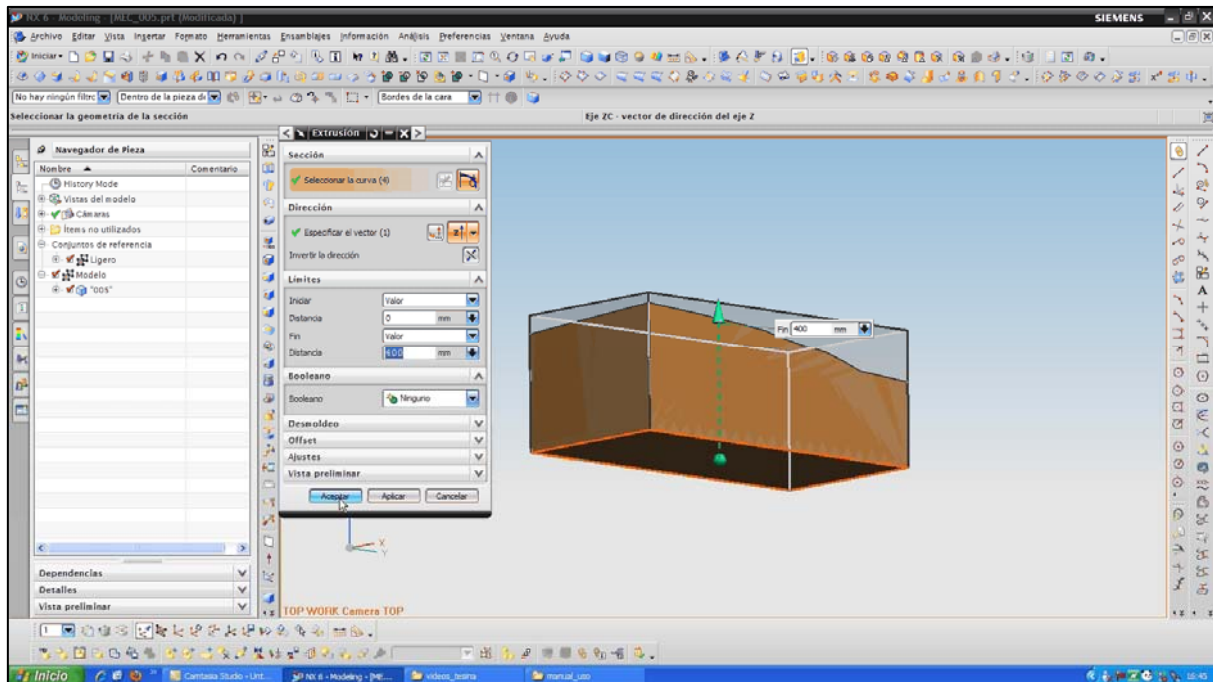 NX 6 - Modeling - [MEC_005.prt (Modificada) ]
SIEMENS
Archivo Editar Vista Insertar Formato Herramientas Ensamblajes Información Análisis Preferencias Ventana Ayuda
Iniciar
No hay ningún filtrc
Dentro de la pieza de
Bordes de la cara
Seleccionar la geometría de la sección
Eje ZC - vector de dirección del eje Z
Navegador de Pieza
Nombre
Comentario
History Mode
Vistas del modelo
Cámaras
Ítems no utilizados
Conjuntos de referencia
Ligero
Modelo
"005"
Dependencias
Detalles
Vista preliminar
Extrusión
Sección
Seleccionar la curva (4)
Dirección
Especificar el vector (1)
Invertir la dirección
Límites
Iniciar
Valor
Distancia
0
mm
Fin
Valor
Distancia
400
mm
Booleano
Booleano
Ninguno
Desmoldeo
Offset
Ajustes
Vista preliminar
Aceptar
Aplicar
Cancelar
Fin 400 mm
X
Y
TOP WORK Camera TOP
1
Inicio
Camtasia Studio - Unt...
NX 6 - Modeling - [ME...
videos_tesina
manual_uso
16:45